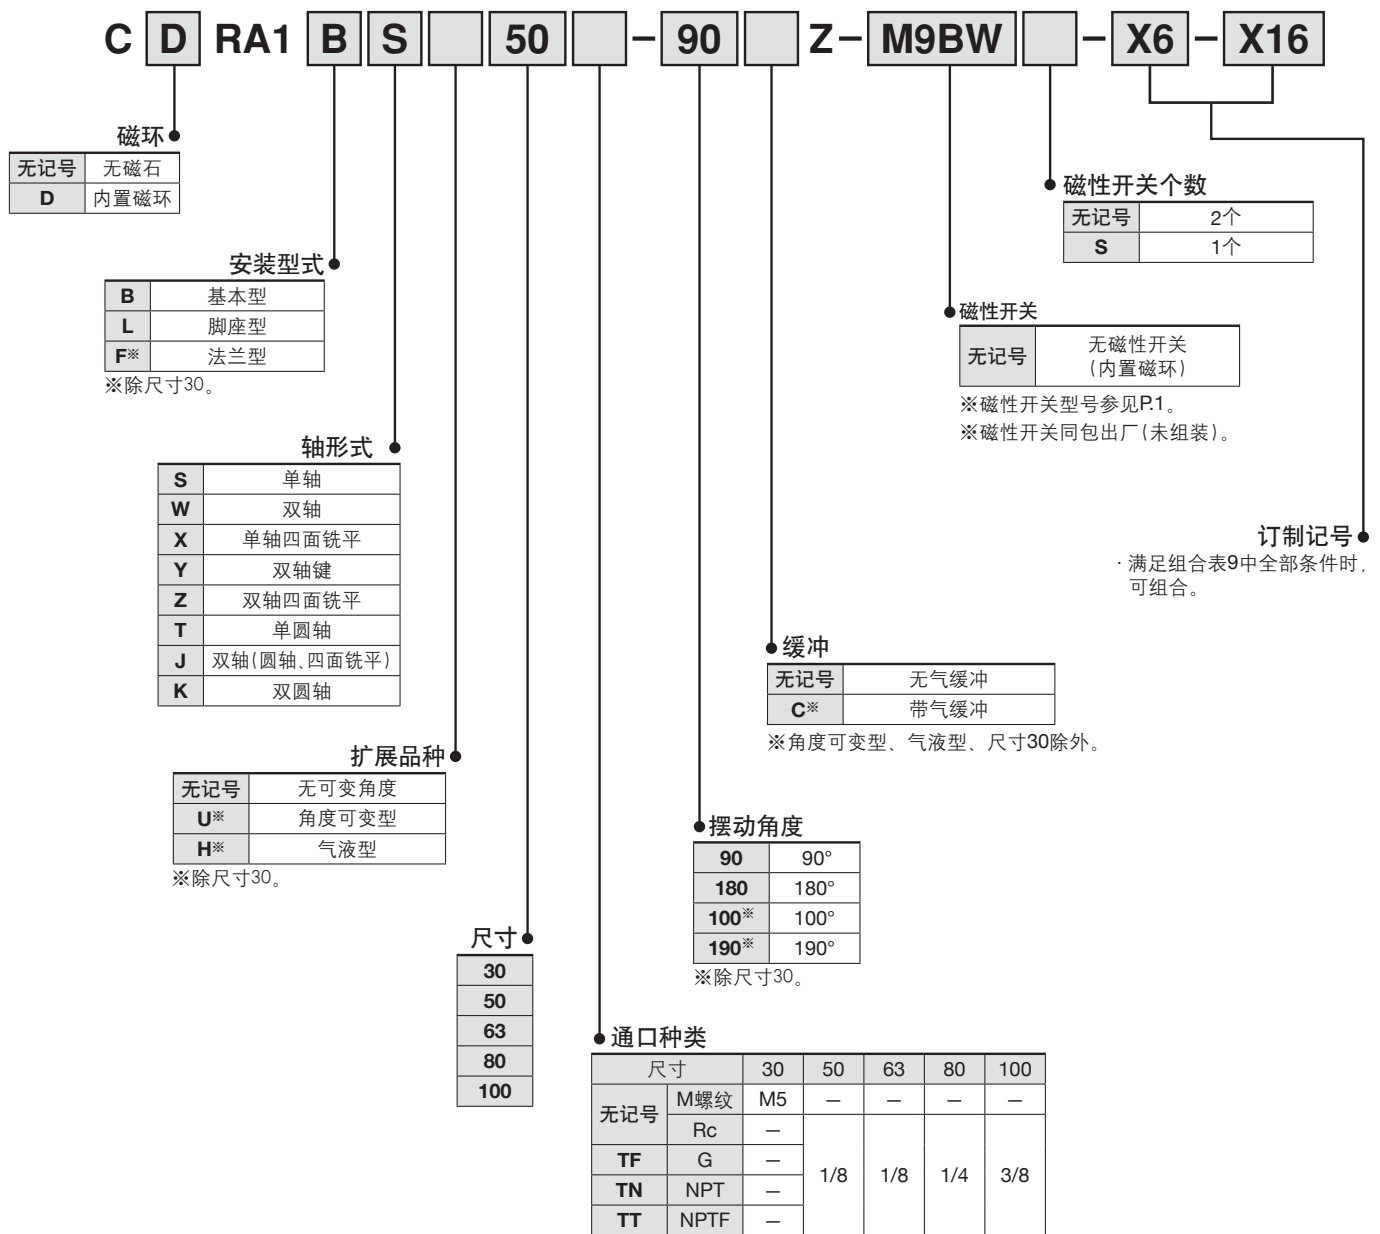 C D RA1 B S 50 - 90 Z - M9BW - X6 - X16
磁环
无记号 无磁石
D 内置磁环
安装型式
B 基本型
L 脚座型
F※ 法兰型
※除尺寸30。
轴形式
S 单轴
W 双轴
X 单轴四面铣平
Y 双轴键
Z 双轴四面铣平
T 单圆轴
J 双轴(圆轴、四面铣平)
K 双圆轴
扩展品种
无记号 无可变角度
U※ 角度可变型
H※ 气液型
※除尺寸30。
尺寸
30
50
63
80
100
通口种类
尺寸 30 50 63 80 100
无记号 M螺纹 M5 — — — —
Rc —
TF G — 1/8 1/8 1/4 3/8
TN NPT —
TT NPTF —
摆动角度
90 90°
180 180°
100※ 100°
190※ 190°
※除尺寸30。
缓冲
无记号 无气缓冲
C※ 带气缓冲
※角度可变型、气液型、尺寸30除外。
磁性开关
无记号 无磁性开关
(内置磁环)
※磁性开关型号参见P.1。
※磁性开关同包出厂(未组装)。
磁性开关个数
无记号 2个
S 1个
订制记号
·满足组合表9中全部条件时,
可组合。